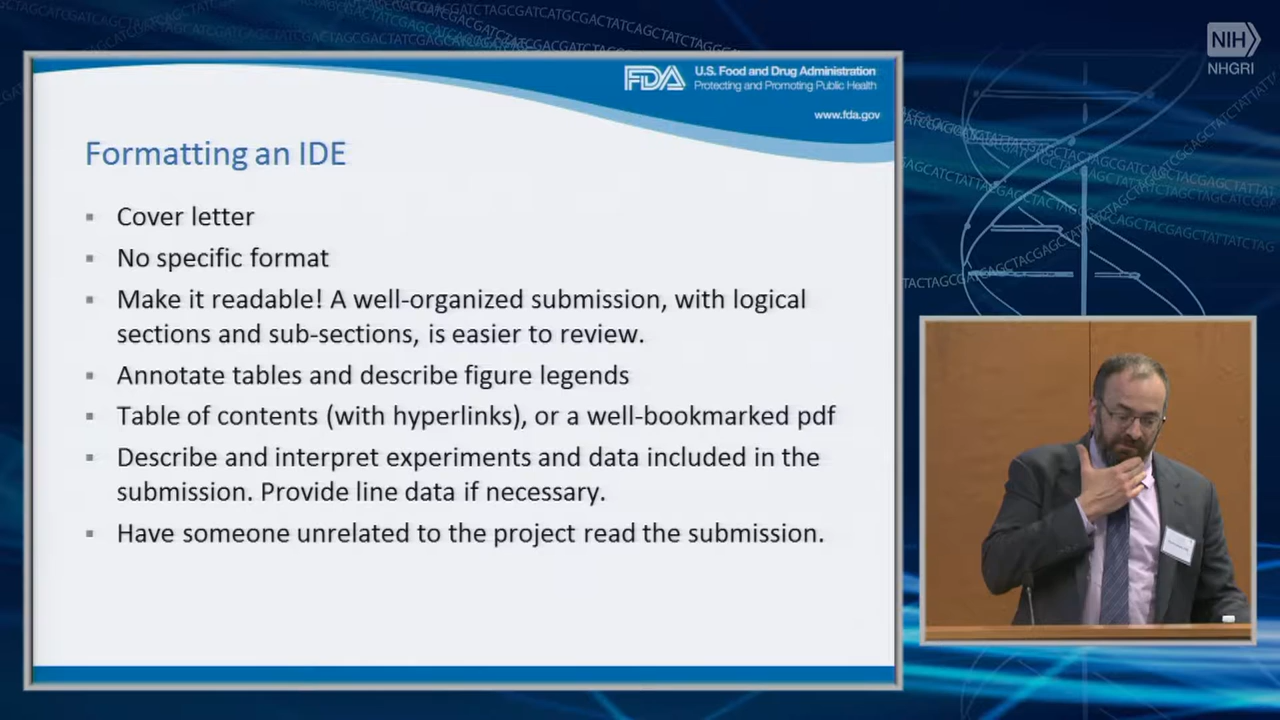 NIH
NHGRI
FDA
U.S. Food and Drug Administration
Protecting and Promoting Public Health
www.fda.gov
Formatting an IDE
Cover letter
No specific format
Make it readable! A well-organized submission, with logical
sections and sub-sections, is easier to review.
Annotate tables and describe figure legends
Table of contents (with hyperlinks), or a well-bookmarked pdf
Describe and interpret experiments and data included in the
submission. Provide line data if necessary.
Have someone unrelated to the project read the submission.